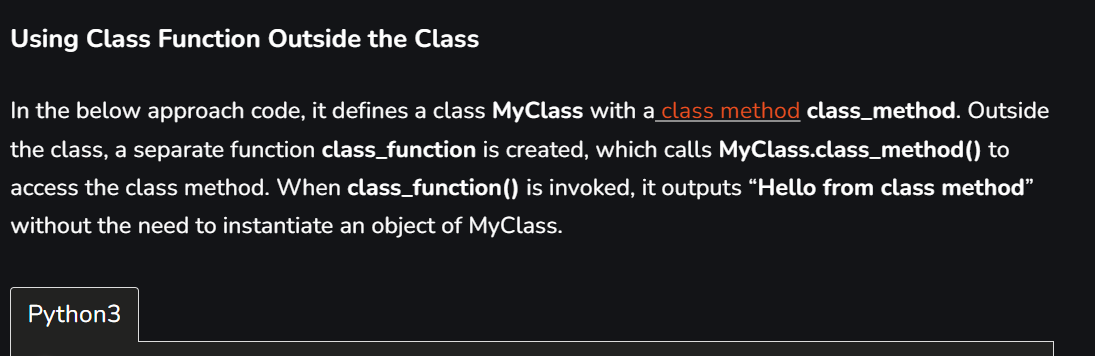 Using Class Function Outside the Class
In the below approach code, it defines a class MyClass with a class method class_method. Outside
the class, a separate function class_function is created, which calls MyClass.class_method() to
access the class method. When class_function() is invoked, it outputs “Hello from class method”
without the need to instantiate an object of MyClass.
Python3